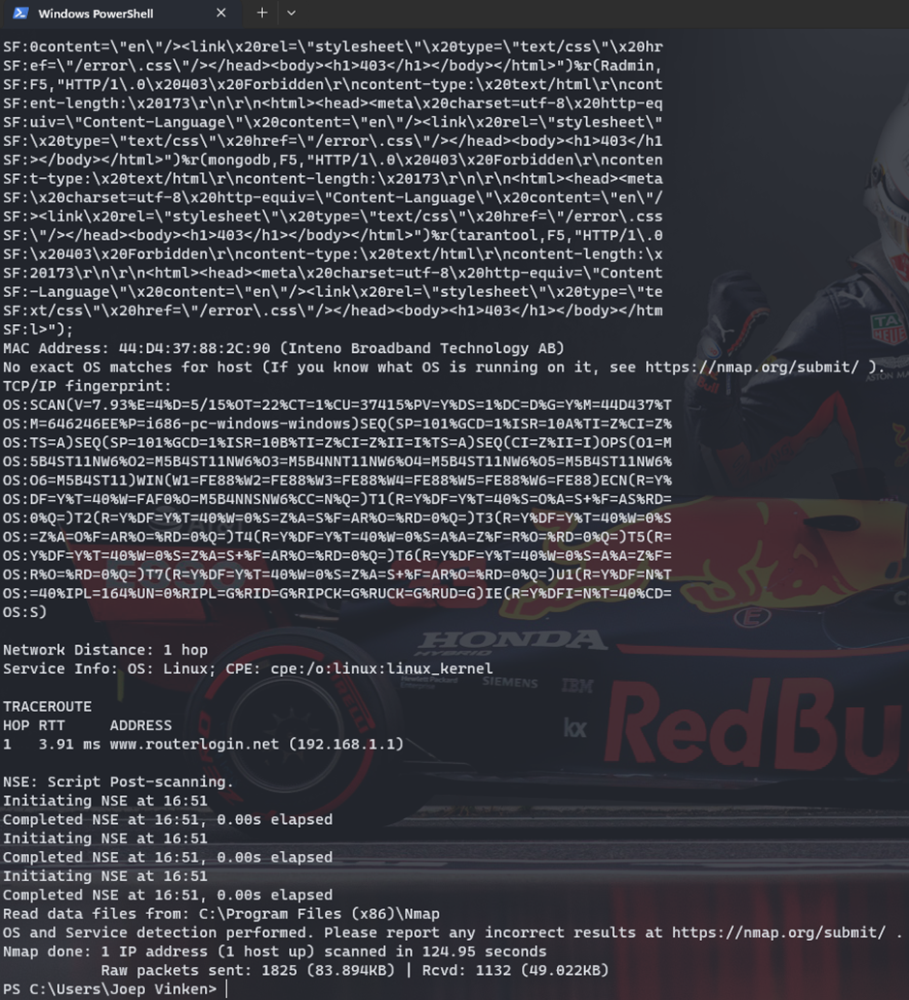 Windows PowerShell
SF:0content=\"en\"/><link\x20rel=\"stylesheet\"\x20type=\"text/css\"\x20hr
SF:ef=\"/error\.css\"/></head><body><h1>403</h1></body></html>")%r(Radmin,
SF:F5,"HTTP/1\.0\x20403\x20Forbidden\r\ncontent-type:\x20text/html\r\ncont
SF:ent-length:\x20173\r\n\r\n<html><head><meta\x20charset=utf-8\x20http-eq
SF:uiv=\"Content-Language\"\x20content=\"en\"/><link\x20rel=\"stylesheet\"
SF:\x20type=\"text/css\"\x20href=\"/error\.css\"/></head><body><h1>403</h1
SF:></body></html>")%r(mongodb,F5,"HTTP/1\.0\x20403\x20Forbidden\r\nconten
SF:t-type:\x20text/html\r\ncontent-length:\x20173\r\n\r\n<html><head><meta
SF:\x20charset=utf-8\x20http-equiv=\"Content-Language\"\x20content=\"en\"/
SF:><link\x20rel=\"stylesheet\"\x20type=\"text/css\"\x20href=\"/error\.css
SF:\"/></head><body><h1>403</h1></body></html>")%r(tarantool,F5,"HTTP/1\.0
SF:\x20403\x20Forbidden\r\ncontent-type:\x20text/html\r\ncontent-length:\x
SF:20173\r\n\r\n<html><head><meta\x20charset=utf-8\x20http-equiv=\"Content
SF:-Language\"\x20content=\"en\"/><link\x20rel=\"stylesheet\"\x20type=\"te
SF:xt/css\"\x20href=\"/error\.css\"/></head><body><h1>403</h1></body></htm
SF:l>");
MAC Address: 44:D4:37:88:2C:90 (Inteno Broadband Technology AB)
No exact OS matches for host (If you know what OS is running on it, see https://nmap.org/submit/ ).
TCP/IP fingerprint:
OS:SCAN(V=7.93%E=4%D=5/15%OT=22%CT=1%CU=37415%PV=Y%DS=1%DC=D%G=Y%M=44D437%T
OS:M=646246EE%P=i686-pc-windows-windows)SEQ(SP=101%GCD=1%ISR=10A%TI=Z%CI=Z%
OS:TS=A)SEQ(SP=101%GCD=1%ISR=10B%TI=Z%CI=Z%II=I%TS=A)SEQ(CI=Z%II=I)OPS(O1=M
OS:5B4ST11NW6%O2=M5B4ST11NW6%O3=M5B4NNT11NW6%O4=M5B4ST11NW6%O5=M5B4ST11NW6%
OS:O6=M5B4ST11)WIN(W1=FE88%W2=FE88%W3=FE88%W4=FE88%W5=FE88%W6=FE88)ECN(R=Y%
OS:DF=Y%T=40%W=FAF0%O=M5B4NNSNW6%CC=N%Q=)T1(R=Y%DF=Y%T=40%S=O%A=S+%F=AS%RD=
OS:0%Q=)T2(R=Y%DF=Y%T=40%W=0%S=Z%A=S%F=AR%O=%RD=0%Q=)T3(R=Y%DF=Y%T=40%W=0%S
OS:=Z%A=O%F=AR%O=%RD=0%Q=)T4(R=Y%DF=Y%T=40%W=0%S=A%A=Z%F=R%O=%RD=0%Q=)T5(R=
OS:Y%DF=Y%T=40%W=0%S=Z%A=S+%F=AR%O=%RD=0%Q=)T6(R=Y%DF=Y%T=40%W=0%S=A%A=Z%F=
OS:R%O=%RD=0%Q=)T7(R=Y%DF=Y%T=40%W=0%S=Z%A=S+%F=AR%O=%RD=0%Q=)U1(R=Y%DF=N%T
OS:=40%IPL=164%UN=0%RIPL=G%RID=G%RIPCK=G%RUCK=G%RUD=G)IE(R=Y%DFI=N%T=40%CD=
OS:S)
Network Distance: 1 hop
Service Info: OS: Linux; CPE: cpe:/o:linux:linux_kernel
TRACEROUTE
HOP RTT     ADDRESS
1   3.91 ms www.routerlogin.net (192.168.1.1)
NSE: Script Post-scanning.
Initiating NSE at 16:51
Completed NSE at 16:51, 0.00s elapsed
Initiating NSE at 16:51
Completed NSE at 16:51, 0.00s elapsed
Initiating NSE at 16:51
Completed NSE at 16:51, 0.00s elapsed
Read data files from: C:\Program Files (x86)\Nmap
OS and Service detection performed. Please report any incorrect results at https://nmap.org/submit/ .
Nmap done: 1 IP address (1 host up) scanned in 124.95 seconds
           Raw packets sent: 1825 (83.894KB) | Rcvd: 1132 (49.022KB)
PS C:\Users\Joep Vinken>
TAG
HEUER
ASTON MA
HONDA
HYBRID
Hewlett Packard
Enterprise
SIEMENS
IBM
kx
RedBu